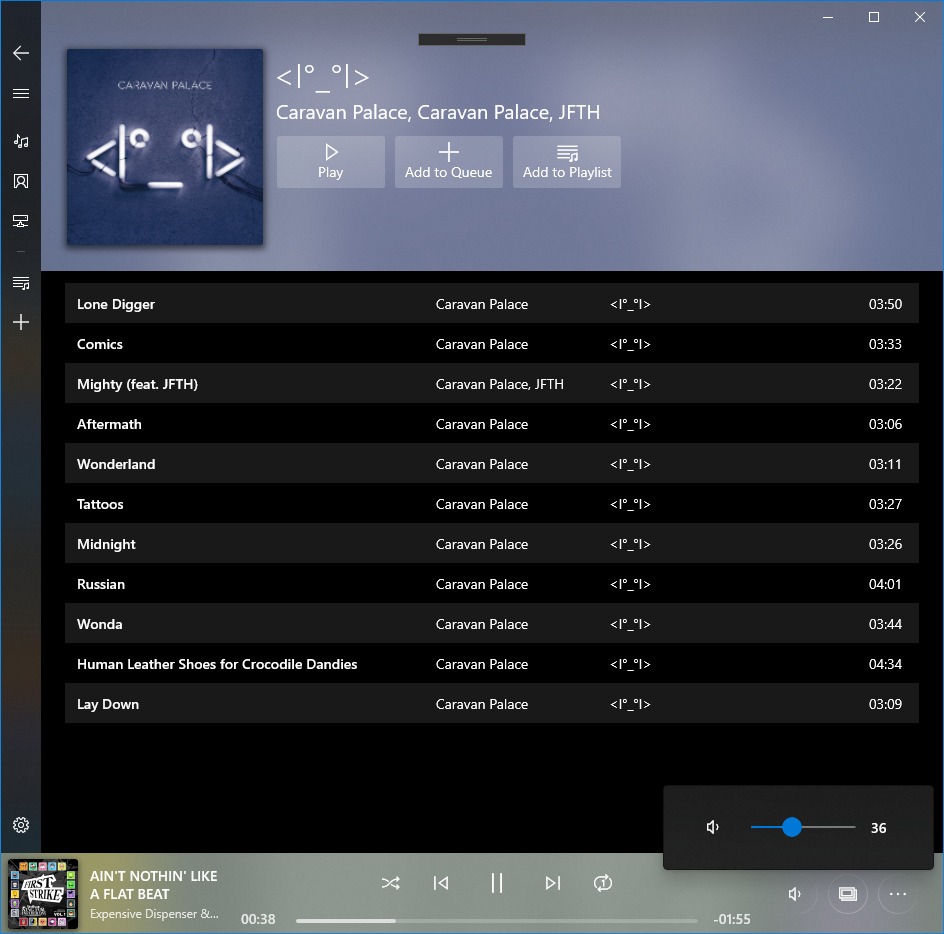 CARAVAN PALACE
<|°_°|>
Caravan Palace, Caravan Palace, JFTH
Play
Add to Queue
Add to Playlist
Lone Digger Caravan Palace <I°_°I> 03:50
Comics Caravan Palace <I°_°I> 03:33
Mighty (feat. JFTH) Caravan Palace, JFTH <I°_°I> 03:22
Aftermath Caravan Palace <I°_°I> 03:06
Wonderland Caravan Palace <I°_°I> 03:11
Tattoos Caravan Palace <I°_°I> 03:27
Midnight Caravan Palace <I°_°I> 03:26
Russian Caravan Palace <I°_°I> 04:01
Wonda Caravan Palace <I°_°I> 03:44
Human Leather Shoes for Crocodile Dandies Caravan Palace <I°_°I> 04:34
Lay Down Caravan Palace <I°_°I> 03:09
36
FIRST
STRIKE
VOL.1
AIN'T NOTHIN' LIKE
A FLAT BEAT
Expensive Dispenser &...
00:38
-01:55